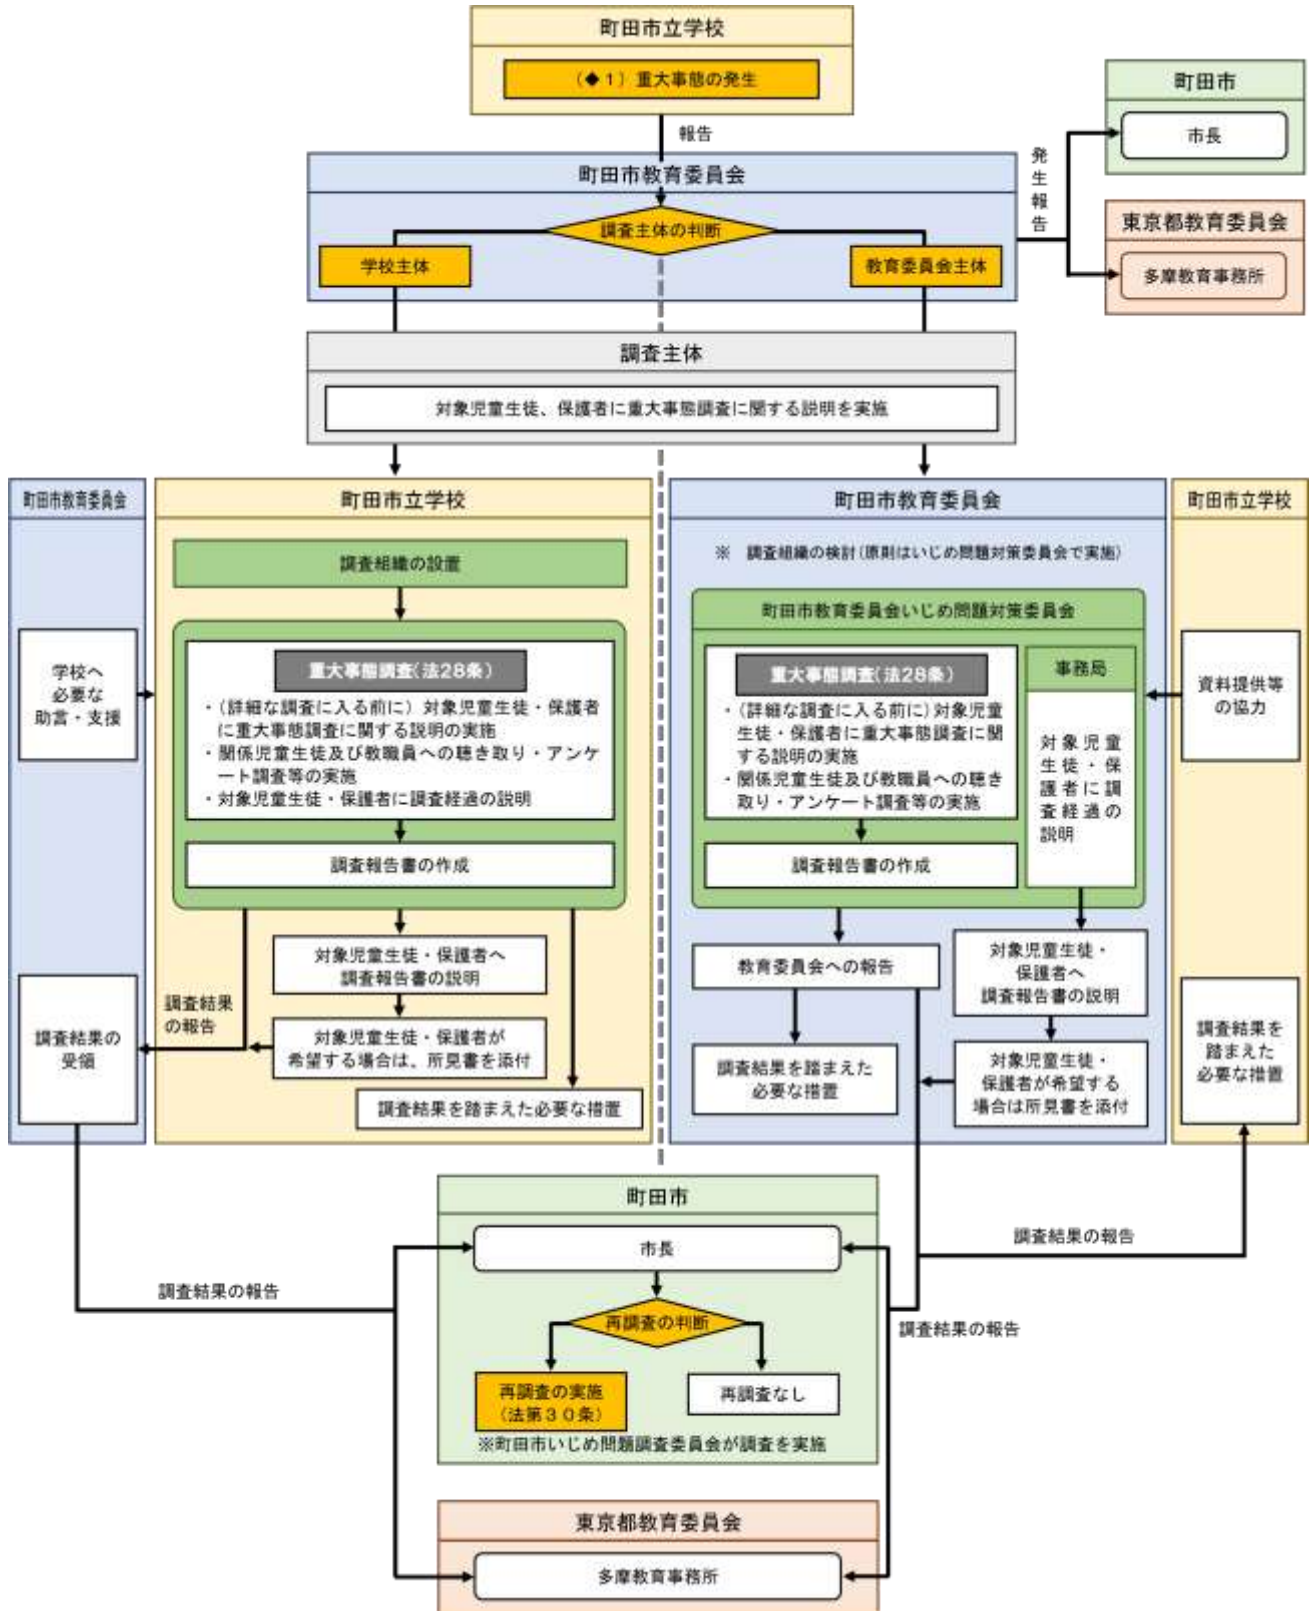 町田市立学校
（◆１）重大事態の発生
報告
町田市
市長
発生報告
東京都教育委員会
多摩教育事務所
町田市教育委員会
調査主体の判断
学校主体
教育委員会主体
調査主体
対象児童生徒、保護者に重大事態調査に関する説明を実施
町田市教育委員会
学校へ
必要な
助言・支援
調査結果の
受領
町田市立学校
調査組織の設置
重大事態調査（法28条）
・（詳細な調査に入る前に）対象児童生徒・保護者
に重大事態調査に関する説明の実施
・関係児童生徒及び教職員への聴き取り・アンケ
ート調査等の実施
・対象児童生徒・保護者に調査経過の説明
調査報告書の作成
対象児童生徒・保護者へ
調査報告書の説明
調査結果
の報告
対象児童生徒・保護者が
希望する場合は、所見書を添付
調査結果を踏まえた必要な措置
町田市教育委員会
※　調査組織の検討（原則はいじめ問題対策委員会で実施）
町田市教育委員会いじめ問題対策委員会
重大事態調査（法28条）
・（詳細な調査に入る前に）対象児童
生徒・保護者に重大事態調査に関
する説明の実施
・関係児童生徒及び教職員への聴き
取り・アンケート調査等の実施
調査報告書の作成
事務局
対象児童
生徒・保
護者に調
査経過の
説明
教育委員会への報告
調査結果を踏まえた
必要な措置
対象児童生徒・
保護者へ
調査報告書の説明
対象児童生徒・
保護者が希望する
場合は所見書を添付
町田市立学校
資料提供等
の協力
調査結果を
踏まえた
必要な措置
町田市
市長
調査結果の報告
調査結果の報告
調査結果の報告
再調査の判断
再調査の実施
（法第３０条）
再調査なし
※町田市いじめ問題調査委員会が調査を実施
東京都教育委員会
多摩教育事務所